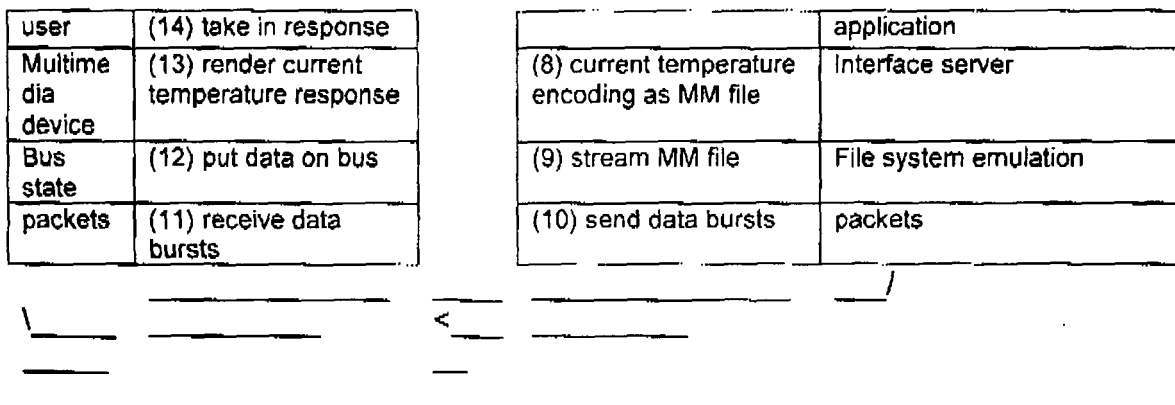 user (14) take in response
Multime (13) render current
dia temperature response
device
Bus (12) put data on bus
state
packets (11) receive data
bursts
application
(8) current temperature Interface server
encoding as MM file
(9) stream MM file File system emulation
(10) send data bursts packets